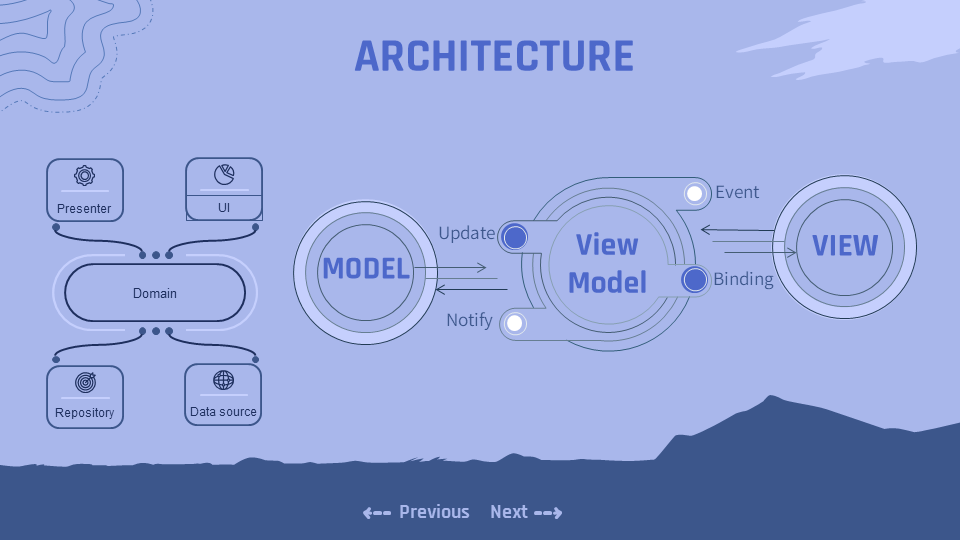 ARCHITECTURE
Presenter
UI
Domain
Repository
Data source
MODEL
Update
Notify
View
Model
Event
Binding
VIEW
Previous Next